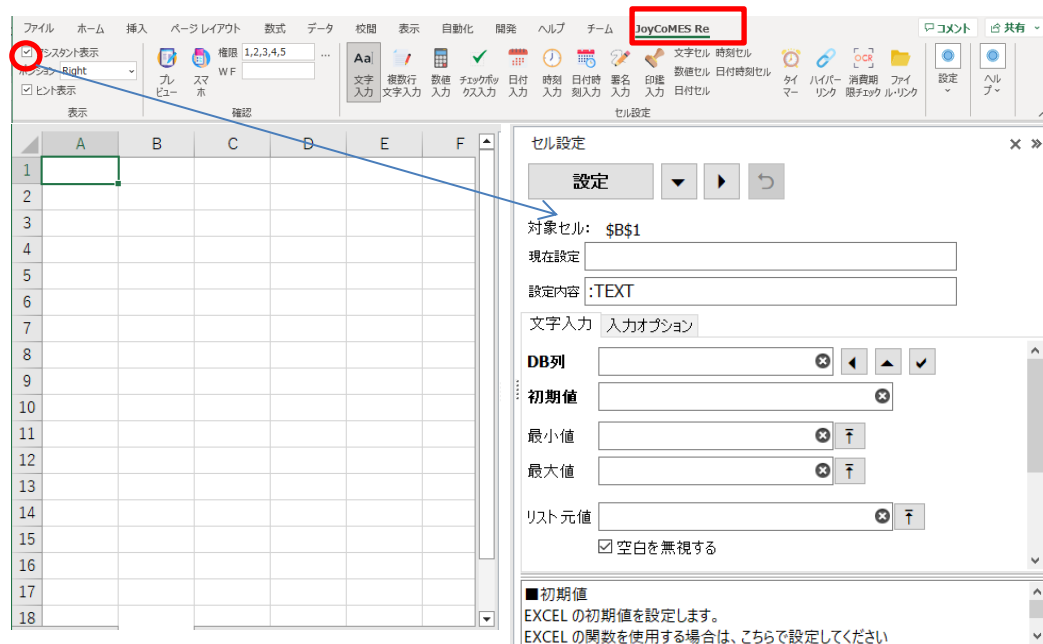 ファイル ホーム 挿入 ページ レイアウト 数式 データ 校閲 表示 自動化 開発 ヘルプ チーム JoyCoMES Re コメント 共有
アシスタント表示 権限 1,2,3,4,5 ... 文字セル 時刻セル
ポジション Right WF 数値セル 日付時刻セル
ヒント表示 日付セル
プレビュー スマホ
Aa 文字入力 複数行文字入力 数値入力 チェックボックス入力 日付入力 時刻入力 日付時刻入力 署名入力 印鑑入力 タイマー ハイパーリンク OCR 消費期限チェック ファイル・リンク 設定 ヘルプ
表示 確認 セル設定
A B C D E F
1
2
3
4
5
6
7
8
9
10
11
12
13
14
15
16
17
18
セル設定
設定
対象セル: $B$1
現在設定
設定内容 :TEXT
文字入力 入力オプション
DB列
初期値
最小値
最大値
リスト元値
空白を無視する
■初期値
EXCEL の初期値を設定します。
EXCEL の関数を使用する場合は、こちらで設定してください